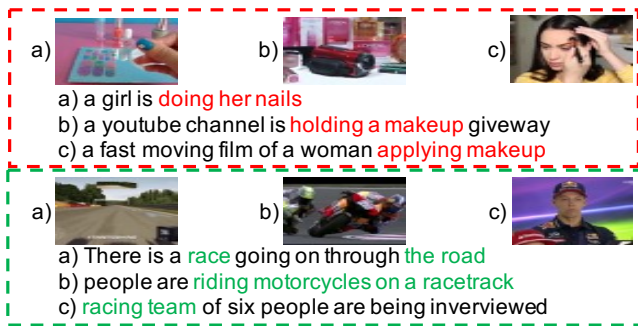 a) b) c)
a) a girl is doing her nails
b) a youtube channel is holding a makeup giveway
c) a fast moving film of a woman applying makeup
a) b) c)
a) There is a race going on through the road
b) people are riding motorcycles on a racetrack
c) racing team of six people are being inverviewed